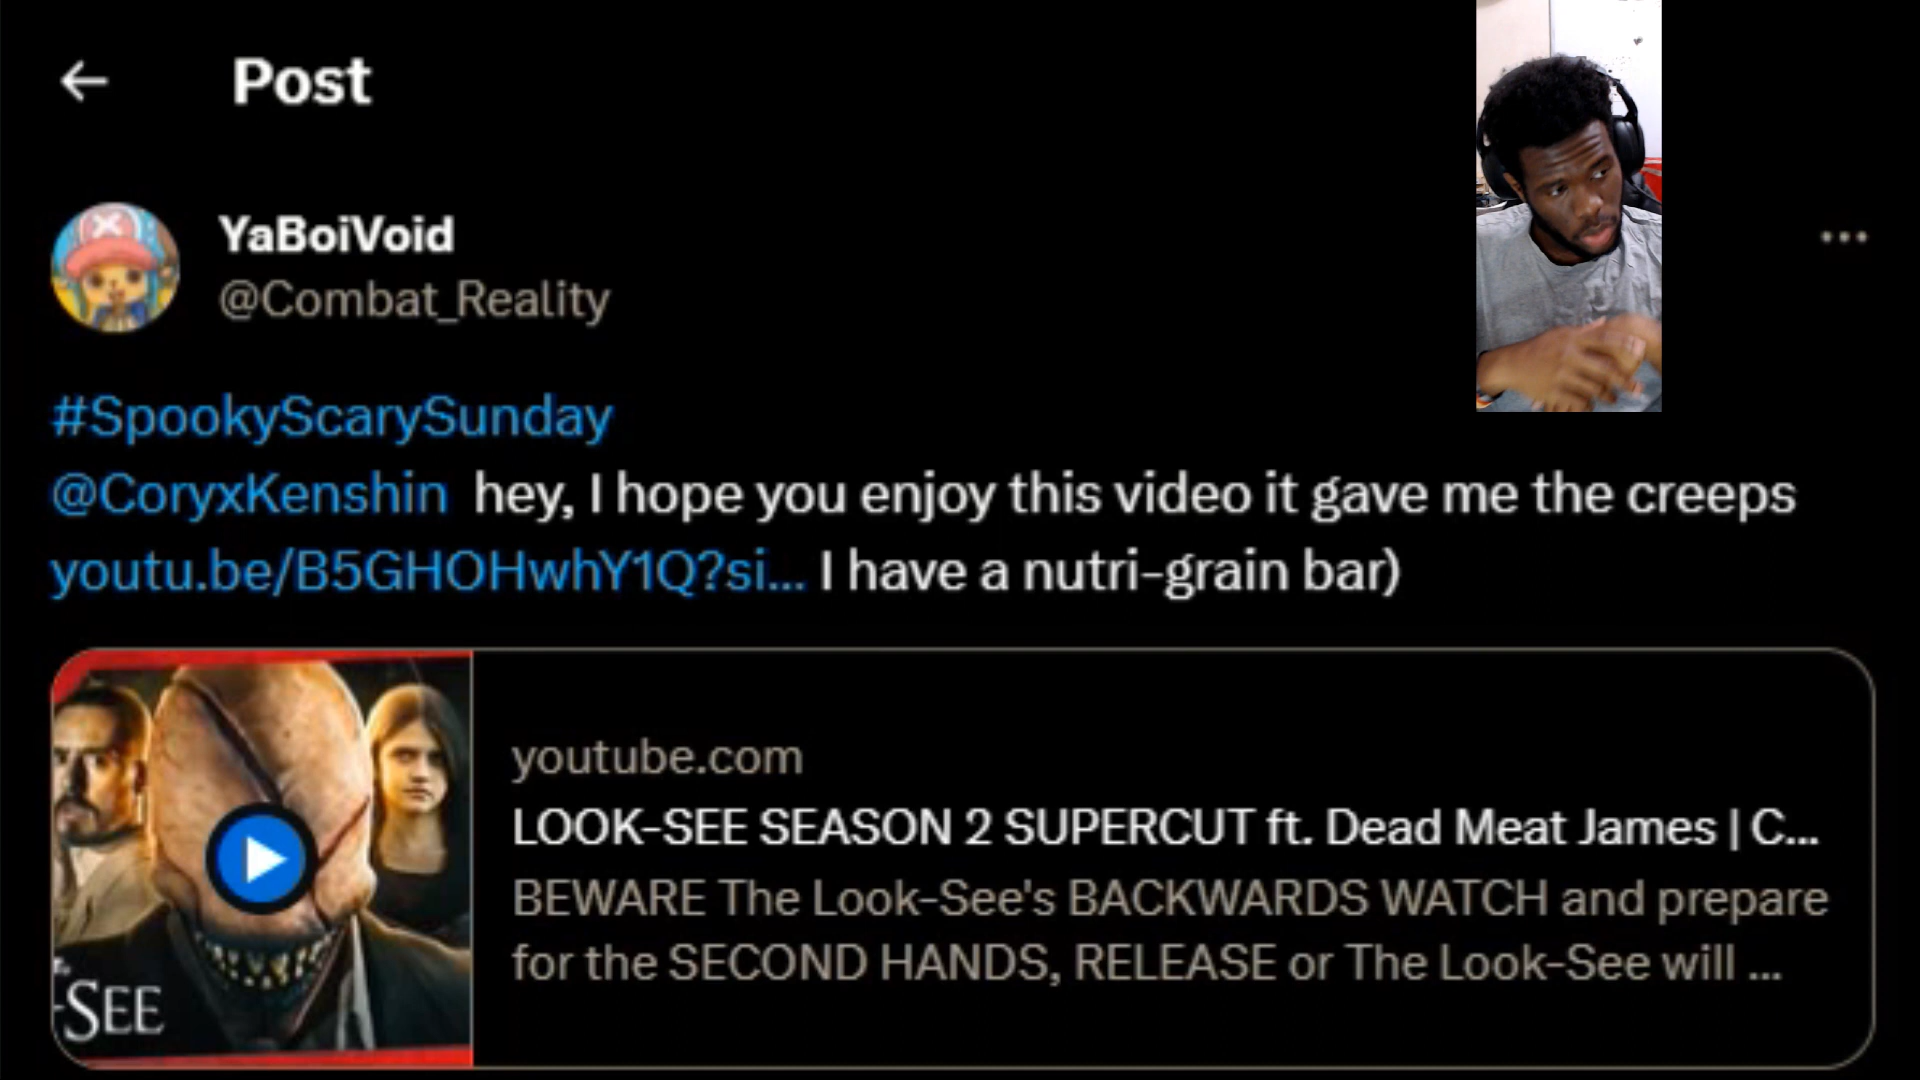 Post
YaBoiVoid
@Combat_Reality
#SpookyScarySunday
@CoryxKenshin hey, I hope you enjoy this video it gave me the creeps
youtu.be/B5GHOHwhY1Q?si... I have a nutri-grain bar)
youtube.com
LOOK-SEE SEASON 2 SUPERCUT ft. Dead Meat James | C...
BEWARE The Look-See's BACKWARDS WATCH and prepare
for the SECOND HANDS, RELEASE or The Look-See will ...
-SEE